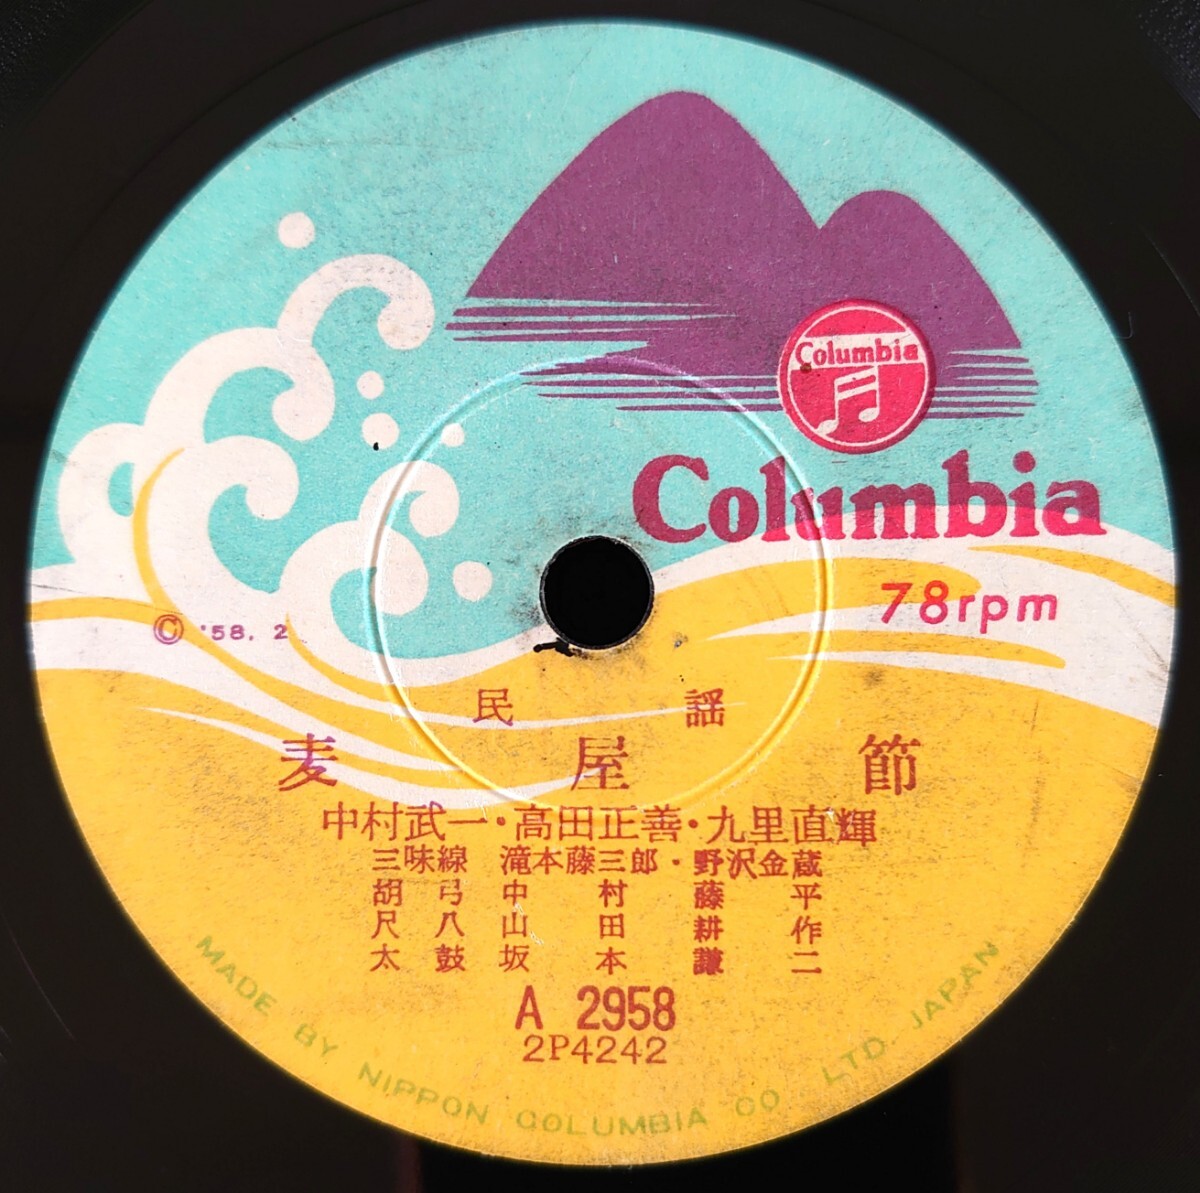 Columbia
Columbia
78rpm
© '58. 2
民謡
麦屋節
中村武一・高田正善・九里直輝
三味線 滝本藤三郎・野沢金蔵
胡弓 中村藤平
尺八 山田耕作
太鼓 坂本謙二
A 2958
2P4242
MADE BY NIPPON COLUMBIA CO LTD. JAPAN